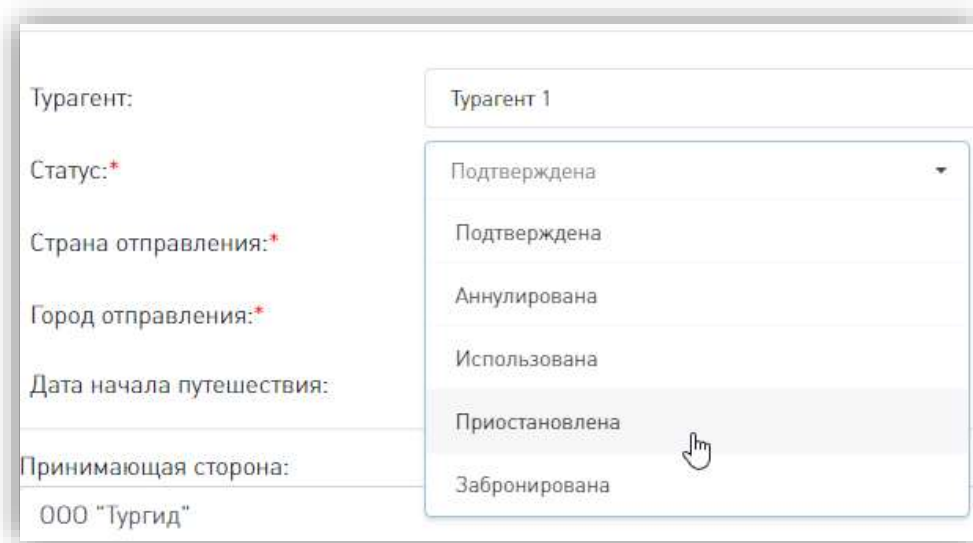 Турагент: Турагент 1
Статус:* Подтверждена
Подтверждена
Страна отправления:*
Аннулирована
Город отправления:*
Использована
Дата начала путешествия:
Приостановлена
Принимающая сторона:
Забронирована
ООО "Тургид"